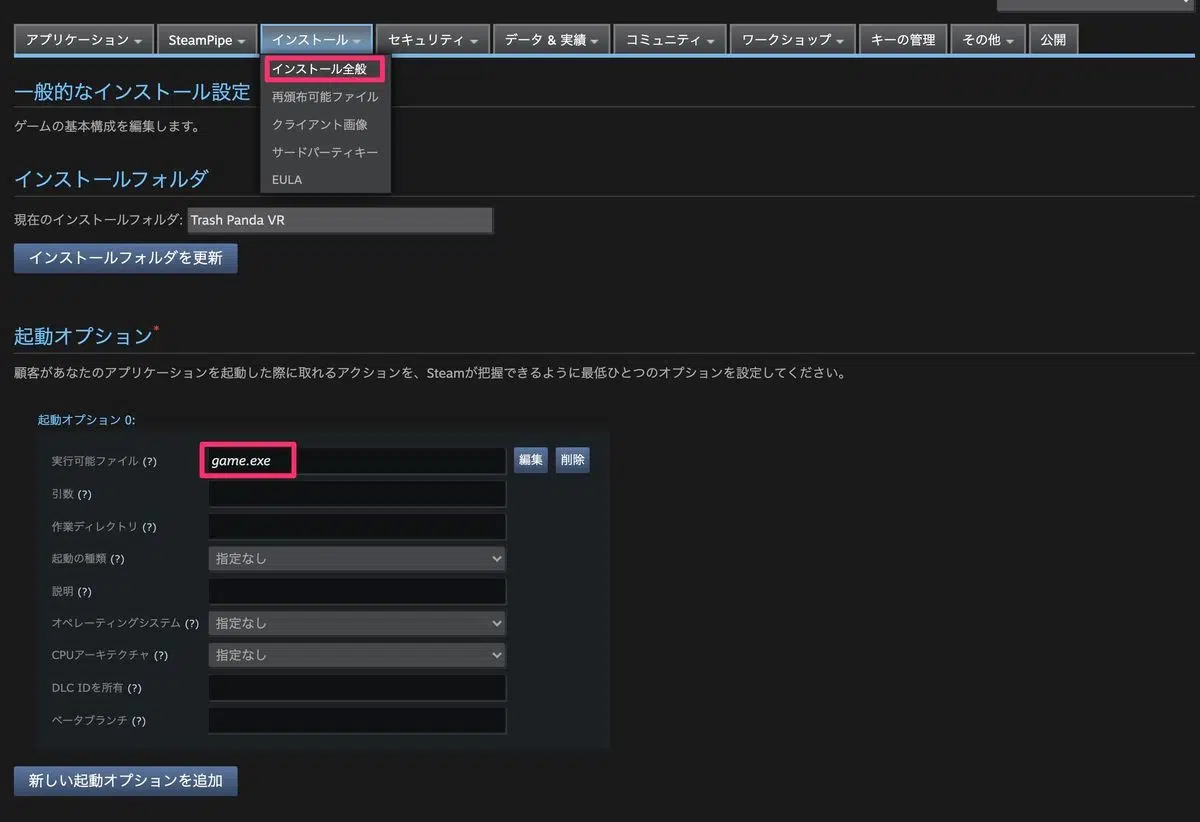 アプリケーション SteamPipe インストール セキュリティ データ & 実績 コミュニティ ワークショップ キーの管理 その他 公開
インストール全般
再頒布可能ファイル
クライアント画像
サードパーティキー
EULA
一般的なインストール設定
ゲームの基本構成を編集します。
インストールフォルダ
現在のインストールフォルダ: Trash Panda VR
インストールフォルダを更新
起動オプション*
顧客があなたのアプリケーションを起動した際に取れるアクションを、Steamが把握できるように最低ひとつのオプションを設定してください。
起動オプション 0:
実行可能ファイル (?) game.exe 編集 削除
引数 (?)
作業ディレクトリ (?)
起動の種類 (?) 指定なし
説明 (?)
オペレーティングシステム (?) 指定なし
CPUアーキテクチャ (?) 指定なし
DLC IDを所有 (?)
ベータブランチ (?)
新しい起動オプションを追加